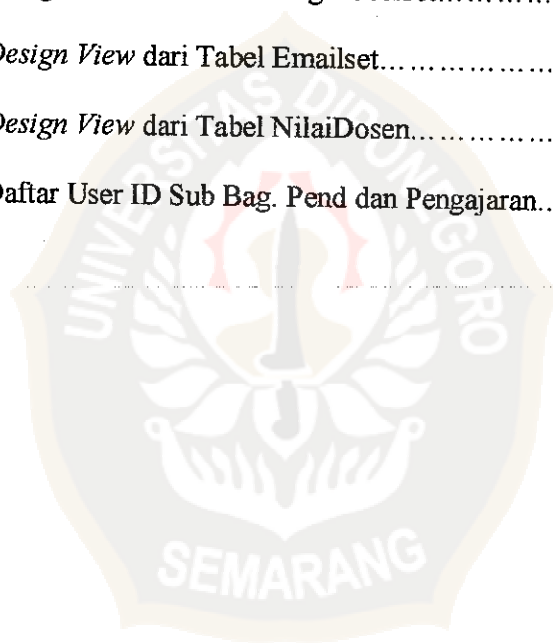 Design View dari Tabel Emailset………………
Design View dari Tabel NilaiDosen……………
Daftar User ID Sub Bag. Pend dan Pengajaran..
UNIVERSITAS DIPONEGORO
SEMARANG